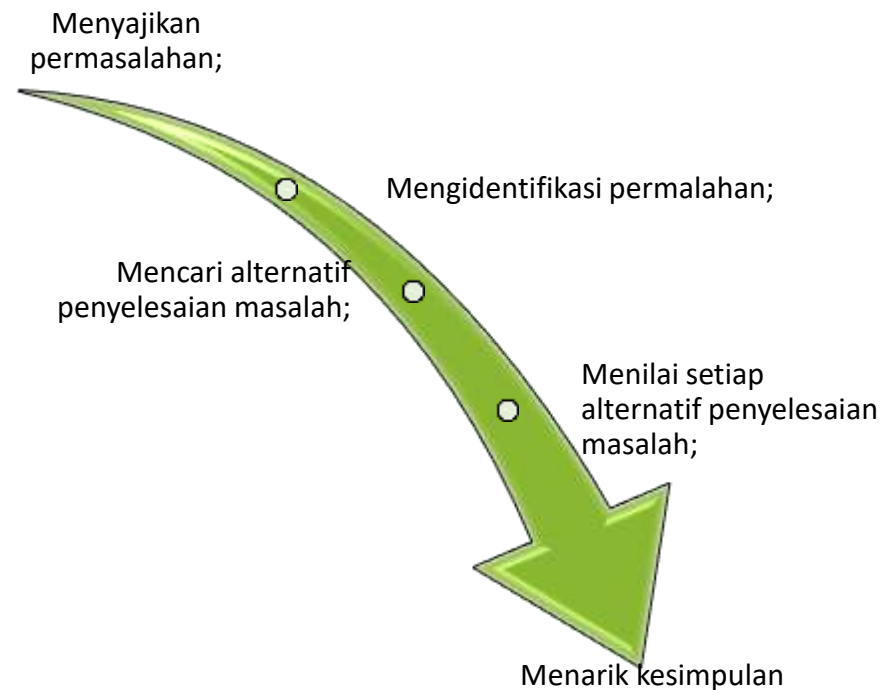 Menyajikan
permasalahan;
Mengidentifikasi permalahan;
Mencari alternatif
penyelesaian masalah;
Menilai setiap
alternatif penyelesaian
masalah;
Menarik kesimpulan